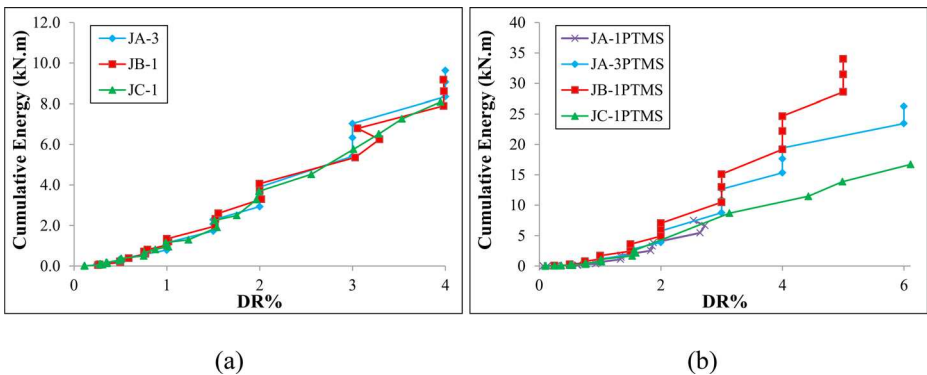 12.0
10.0
8.0
6.0
4.0
2.0
0.0
Cumulative Energy (kN.m)
JA-3
JB-1
JC-1
0 1 2 3 4
DR%
(a)
40
35
30
25
20
15
10
5
0
Cumulative Energy (kN.m)
JA-1PTMS
JA-3PTMS
JB-1PTMS
JC-1PTMS
0 2 4 6
DR%
(b)